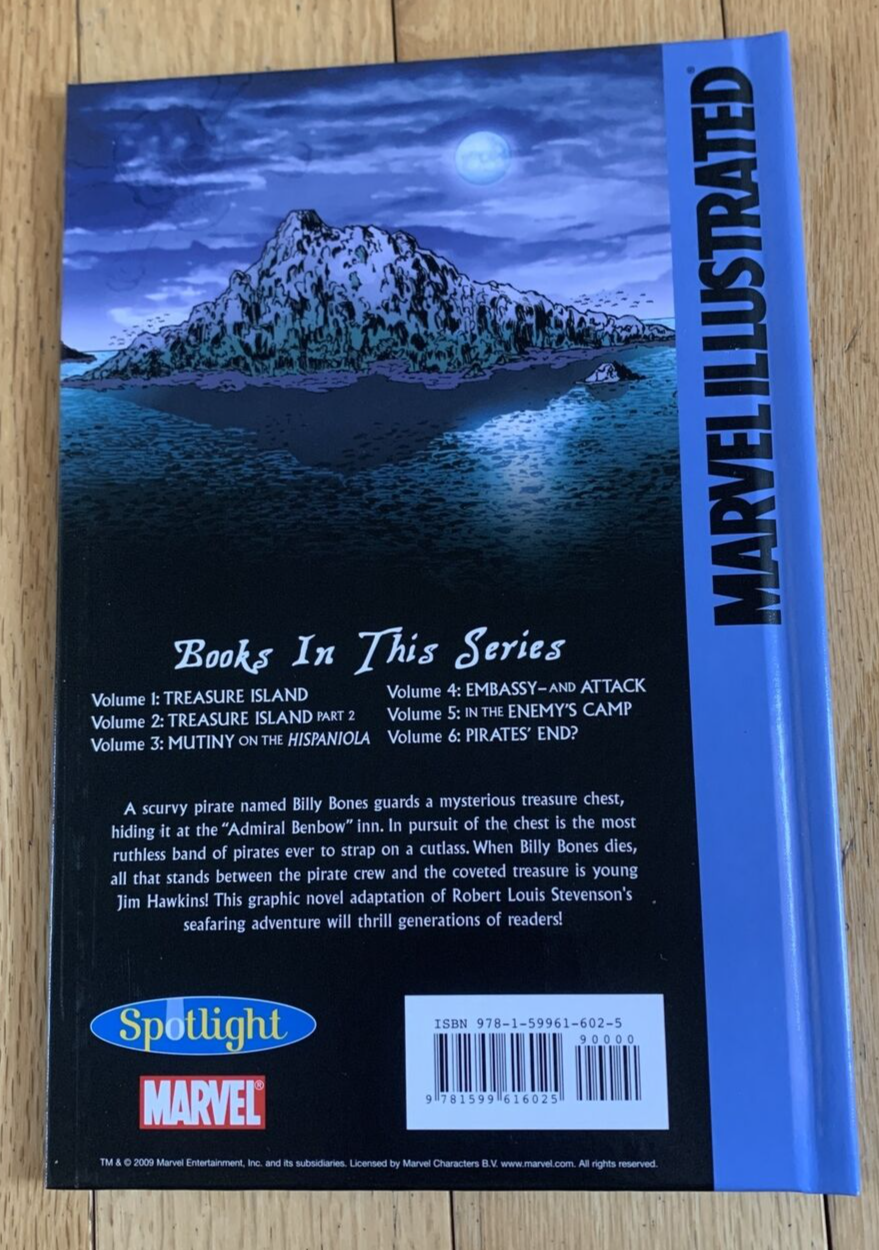 MARVEL ILLUSTRATED
Books In This Series
Volume 1: TREASURE ISLAND
Volume 2: TREASURE ISLAND PART 2
Volume 3: MUTINY ON THE HISPANIOLA
Volume 4: EMBASSY—AND ATTACK
Volume 5: IN THE ENEMY'S CAMP
Volume 6: PIRATES' END?
A scurvy pirate named Billy Bones guards a mysterious treasure chest,
hiding it at the "Admiral Benbow" inn. In pursuit of the chest is the most
ruthless band of pirates ever to strap on a cutlass. When Billy Bones dies,
all that stands between the pirate crew and the coveted treasure is young
Jim Hawkins! This graphic novel adaptation of Robert Louis Stevenson's
seafaring adventure will thrill generations of readers!
Spotlight
MARVEL®
ISBN 978-1-59961-602-5
90000
9 781599 616025
TM & © 2009 Marvel Entertainment, Inc. and its subsidiaries. Licensed by Marvel Characters B.V. www.marvel.com. All rights reserved.